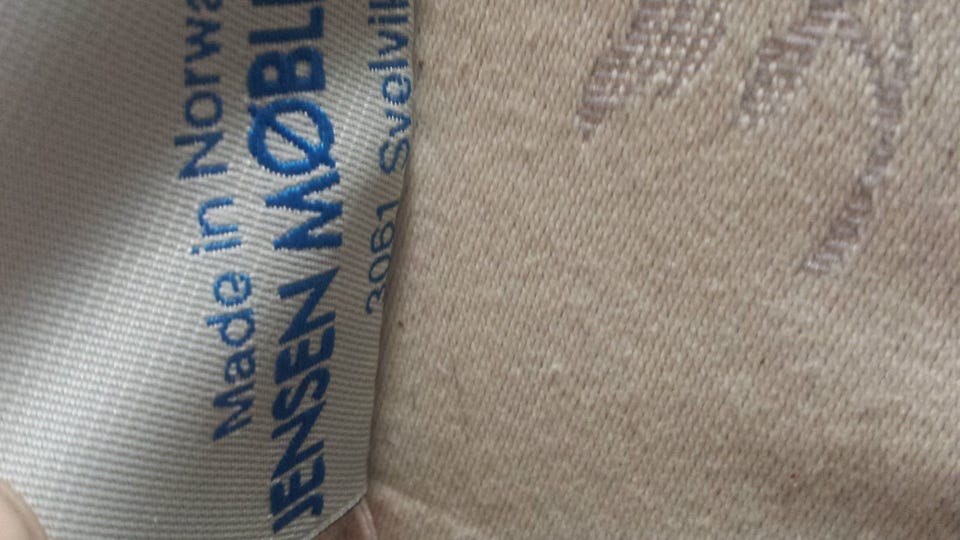 Made in Norwa
JENSEN MØBL
3061 Svelvi